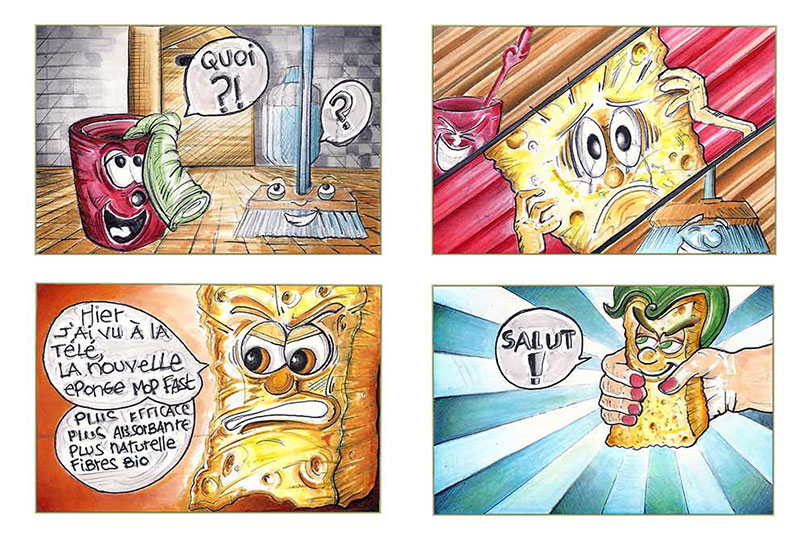 QUOI
?!
?
Hier
J'Ai VU À LA
TÉLÉ,
LA NOUVELLE
ePONGE MOP FAST
PLUS EFFICACE
PLUS ABSORBANTE
PLUS NATURELLE
FIBRES BIO
SALUT
!